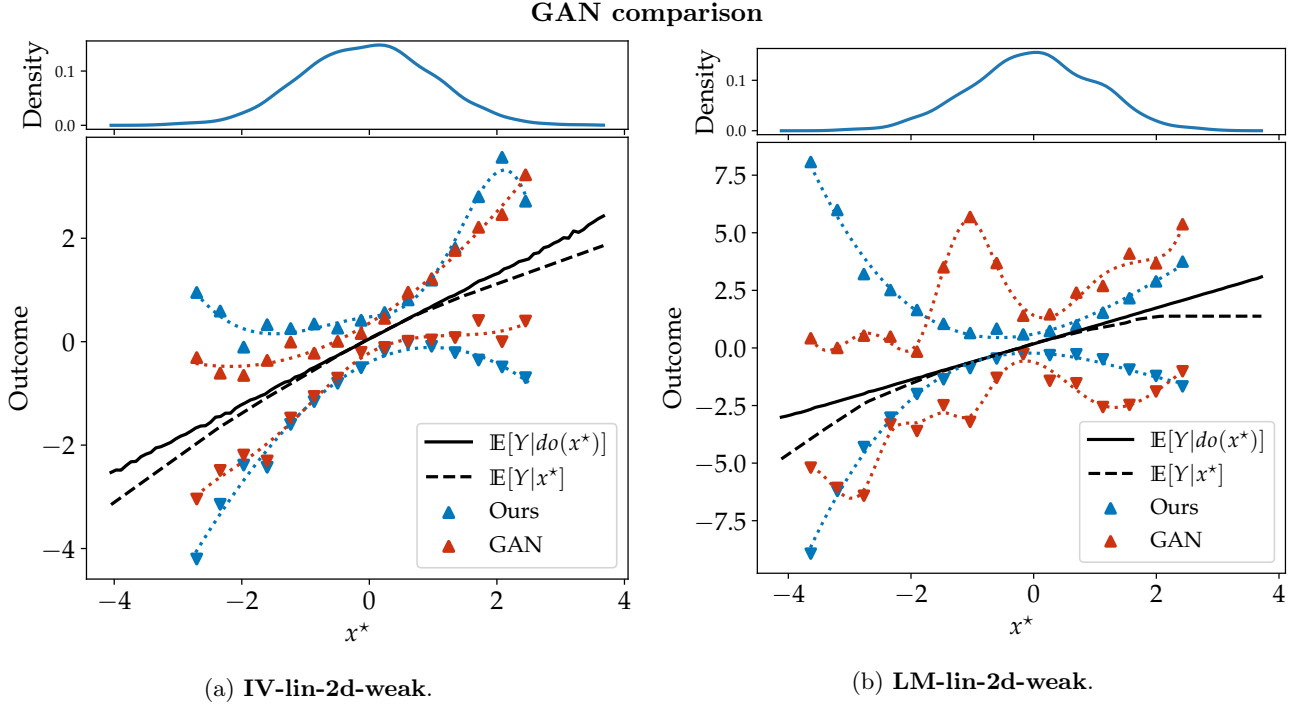 GAN comparison
Density
0.1
0.0
Outcome
2
0
−2
−4
𝔼[Y|do(x⋆)]
𝔼[Y|x⋆]
Ours
GAN
−4 −2 0 2 4
x⋆
(a) IV-lin-2d-weak.
Density
0.1
0.0
Outcome
7.5
5.0
2.5
0.0
−2.5
−5.0
−7.5
𝔼[Y|do(x⋆)]
𝔼[Y|x⋆]
Ours
GAN
−4 −2 0 2 4
x⋆
(b) LM-lin-2d-weak.